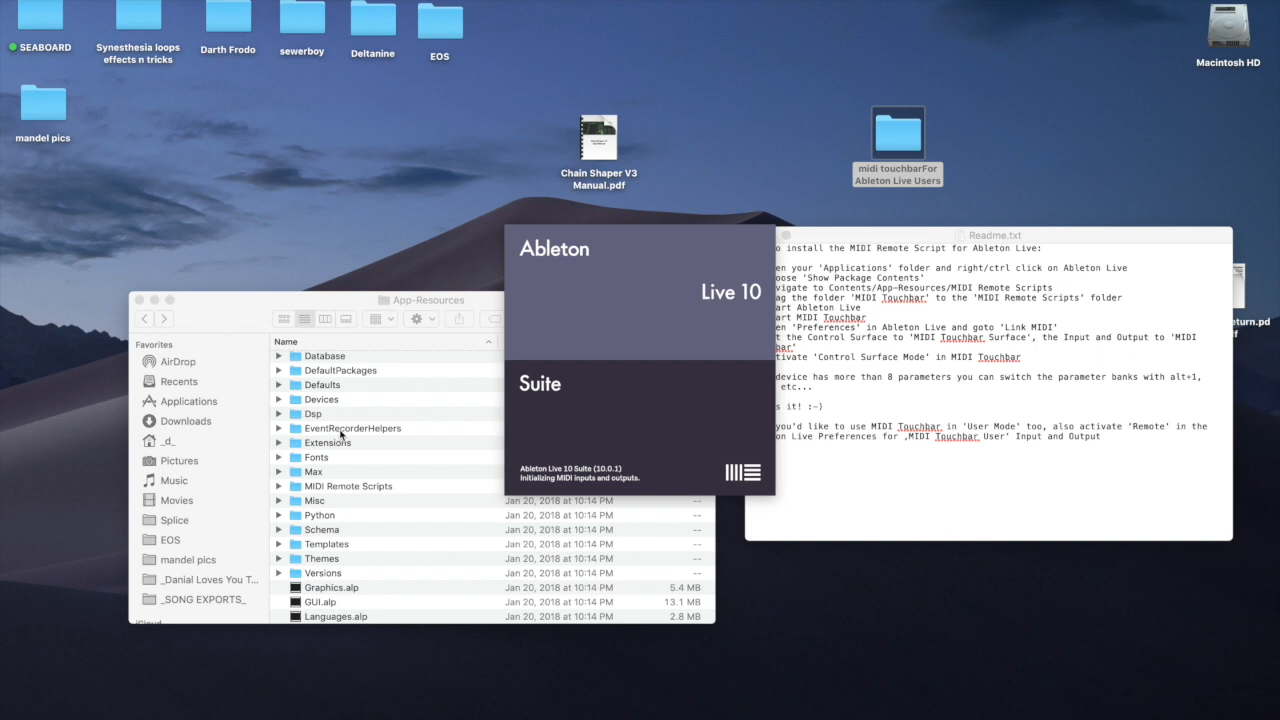 SEABOARD
Synesthesia loops
effects n tricks
Darth Frodo
sewerboy
Deltanine
EOS
Macintosh HD
mandel pics
Chain Shaper V3
Manual.pdf
midi touchbarFor
Ableton Live Users
Ableton
Live 10
Suite
Ableton Live 10 Suite (10.0.1)
Initializing MIDI inputs and outputs.
Readme.txt
o install the MIDI Remote Script for Ableton Live:
en your 'Applications' folder and right/ctrl click on Ableton Live
oose 'Show Package Contents'
vigate to Contents/App-Resources/MIDI Remote Scripts
ag the folder 'MIDI Touchbar' to the 'MIDI Remote Scripts' folder
art Ableton Live
art MIDI Touchbar
en 'Preferences' in Ableton Live and goto 'Link MIDI'
t the Control Surface to 'MIDI Touchbar Surface', the Input and Output to 'MIDI
bar'
tivate 'Control Surface Mode' in MIDI Touchbar
device has more than 8 parameters you can switch the parameter banks with alt+1,
etc...
s it! :-)
you'd like to use MIDI Touchbar in 'User Mode' too, also activate 'Remote' in the
on Live Preferences for ,MIDI Touchbar User' Input and Output
eturn.pd
f
App-Resources
Favorites
AirDrop
Recents
Applications
Downloads
_d_
Pictures
Music
Movies
Splice
EOS
mandel pics
_Danial Loves You T...
_SONG EXPORTS_
Name
Database
DefaultPackages
Defaults
Devices
Dsp
EventRecorderHelpers
Extensions
Fonts
Max
MIDI Remote Scripts
Misc Jan 20, 2018 at 10:14 PM --
Python Jan 20, 2018 at 10:14 PM --
Schema Jan 20, 2018 at 10:14 PM --
Templates Jan 20, 2018 at 10:14 PM --
Themes Jan 20, 2018 at 10:14 PM --
Versions Jan 20, 2018 at 10:14 PM --
Graphics.alp Jan 20, 2018 at 10:14 PM 5.4 MB
GUI.alp Jan 20, 2018 at 10:14 PM 13.1 MB
Languages.alp Jan 20, 2018 at 10:14 PM 2.8 MB